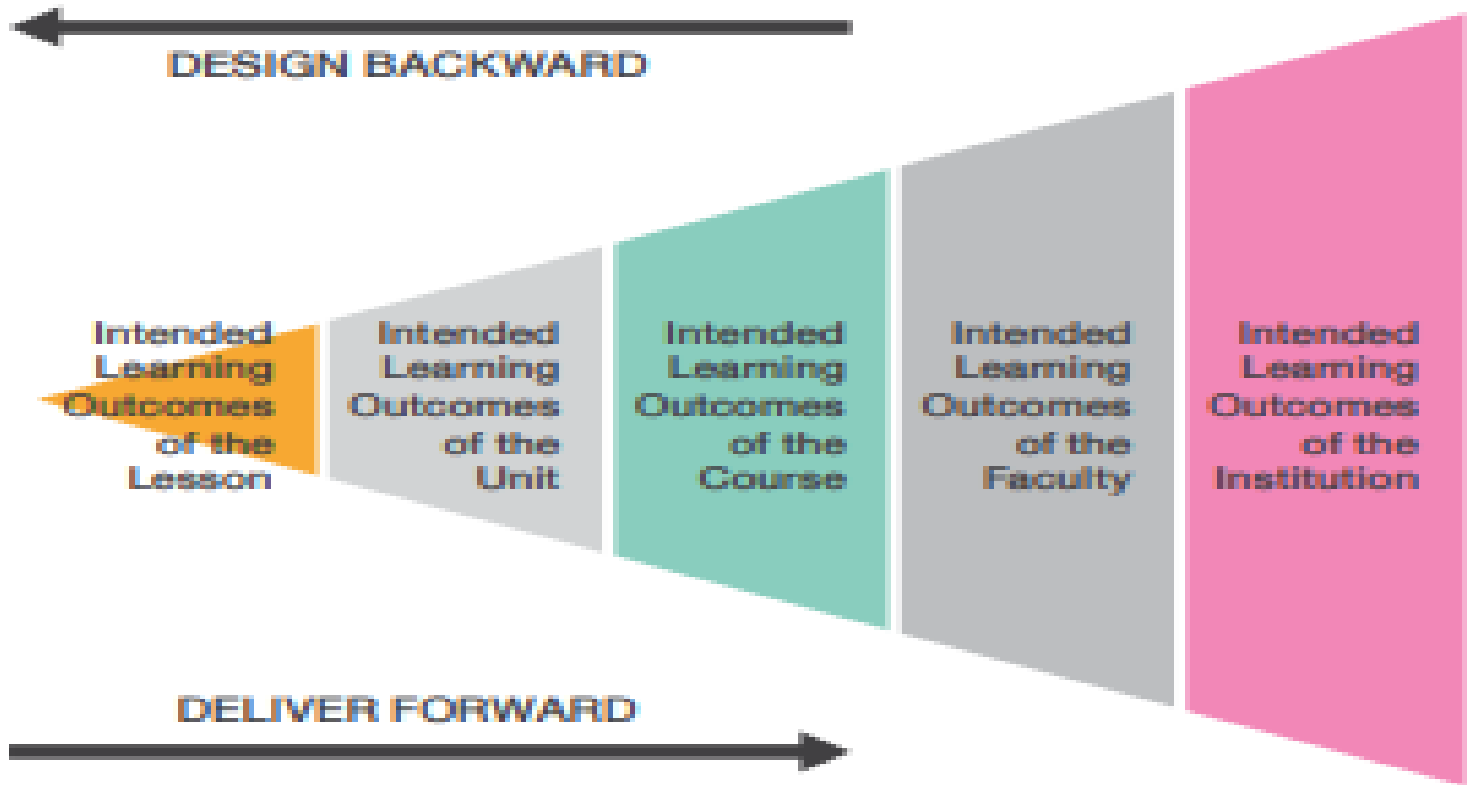 DESIGN BACKWARD
Intended
Learning
Outcomes
of the
Lesson
Intended
Learning
Outcomes
of the
Unit
Intended
Learning
Outcomes
of the
Course
Intended
Learning
Outcomes
of the
Faculty
Intended
Learning
Outcomes
of the
Institution
DELIVER FORWARD